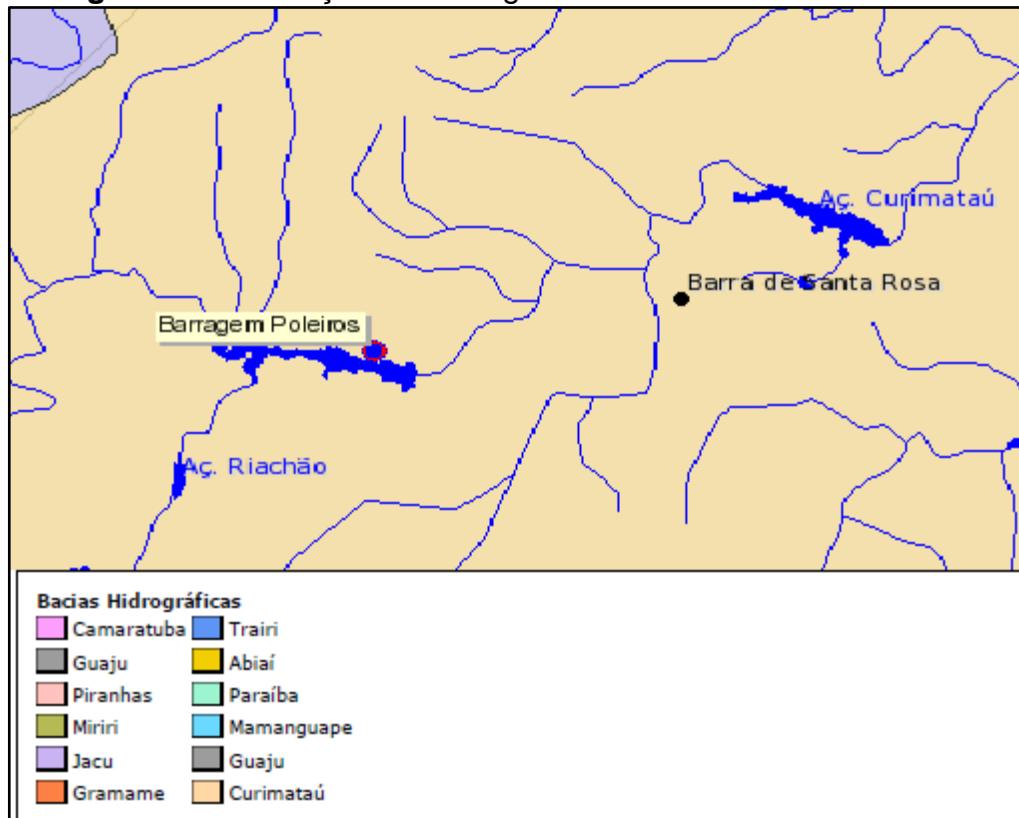 Aç. Curimataú
Barra de Santa Rosa
Barragem Poleiros
Aç. Riachão
Bacias Hidrográficas
Camaratuba Trairi
Guaju Abiaí
Piranhas Paraíba
Miriri Mamanguape
Jacu Guaju
Gramame Curimataú